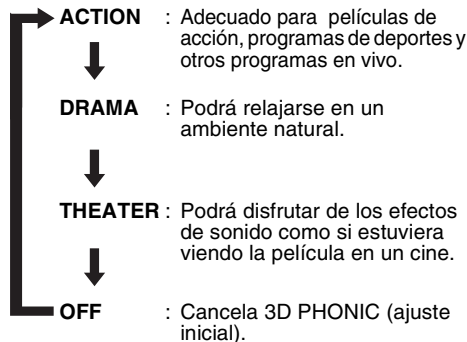 ACTION : Adecuado para películas de
acción, programas de deportes y
otros programas en vivo.
DRAMA : Podrá relajarse en un
ambiente natural.
THEATER : Podrá disfrutar de los efectos
de sonido como si estuviera
viendo la película en un cine.
OFF : Cancela 3D PHONIC (ajuste
inicial).